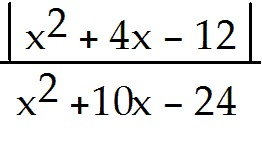 |x² + 4x – 12|
x² +10x – 24